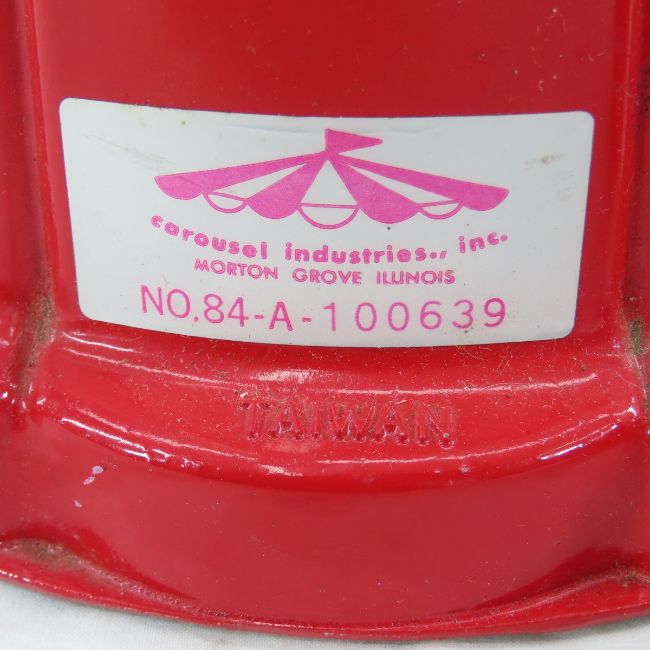 carousel industries., inc.
MORTON GROVE ILLINOIS
NO.84-A-100639
TAIWAN